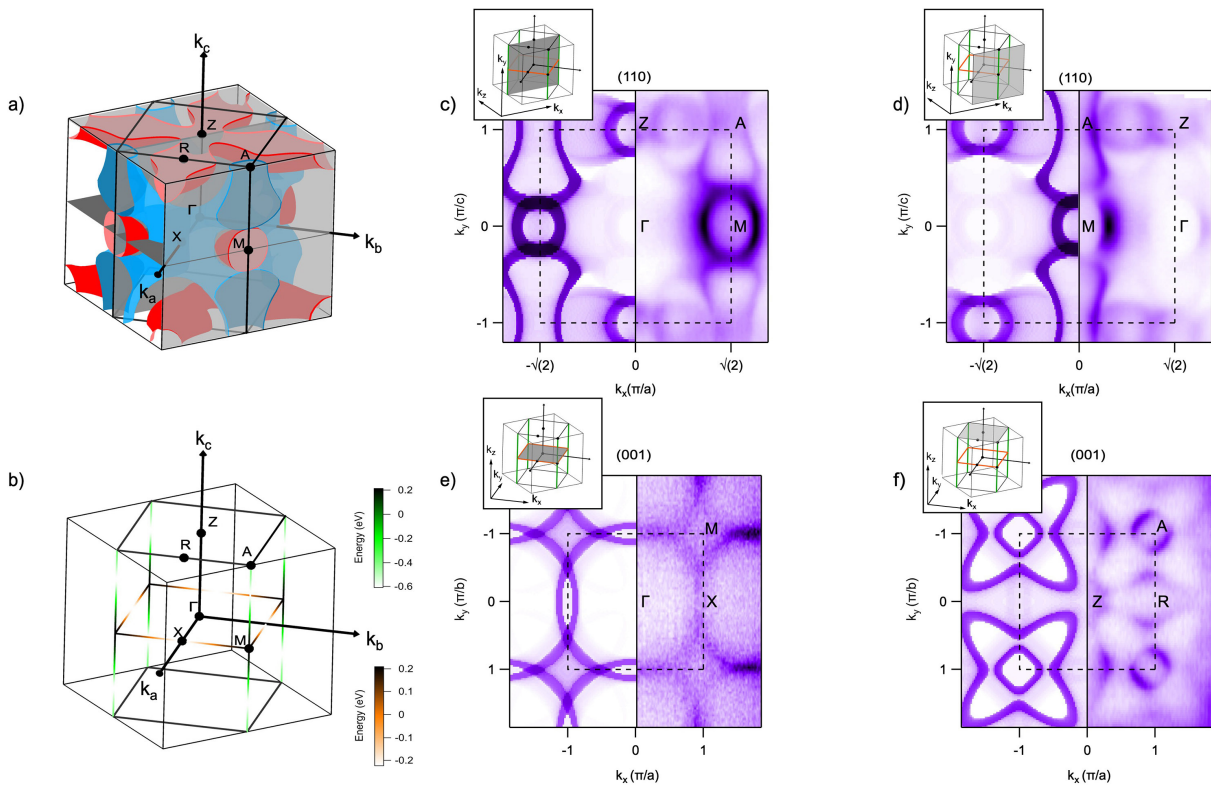 a)
k_c
Z
R
A
Γ
X
M
k_b
k_a
b)
k_c
Z
R
A
Γ
X
M
k_b
k_a
Energy (eV)
0.2
0
-0.2
-0.4
-0.6
Energy (eV)
0.2
0.1
0
-0.1
-0.2
c)
k_y
k_z
k_x
(110)
k_y (π/c)
1
0
-1
Z
A
Γ
M
-√(2)
0
√(2)
k_x(π/a)
d)
k_y
k_z
k_x
(110)
k_y (π/c)
1
0
-1
A
Z
M
Γ
-√(2)
0
√(2)
k_x(π/a)
e)
k_z
k_y
k_x
(001)
k_y (π/b)
-1
0
1
M
Γ
X
-1
0
1
k_x (π/a)
f)
k_z
k_y
k_x
(001)
k_y (π/b)
-1
0
1
A
Z
R
-1
0
1
k_x (π/a)